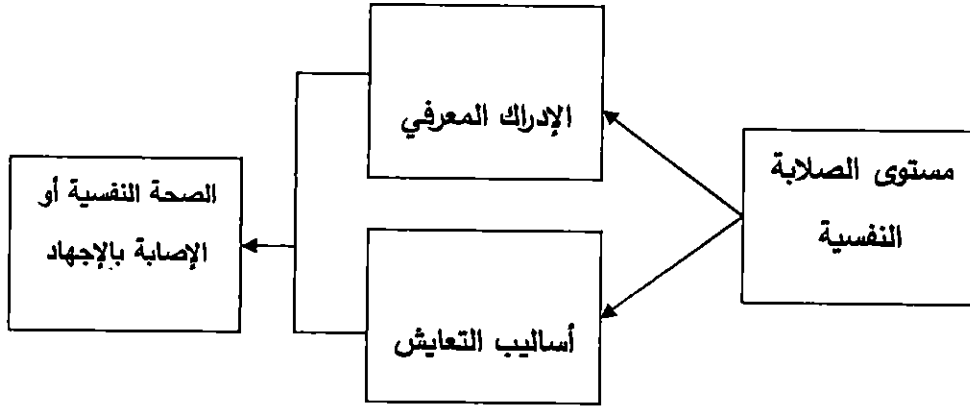 مستوى الصلابة
النفسية
الإدراك المعرفي
أساليب التعايش
الصحة النفسية أو
الإصابة بالإجهاد